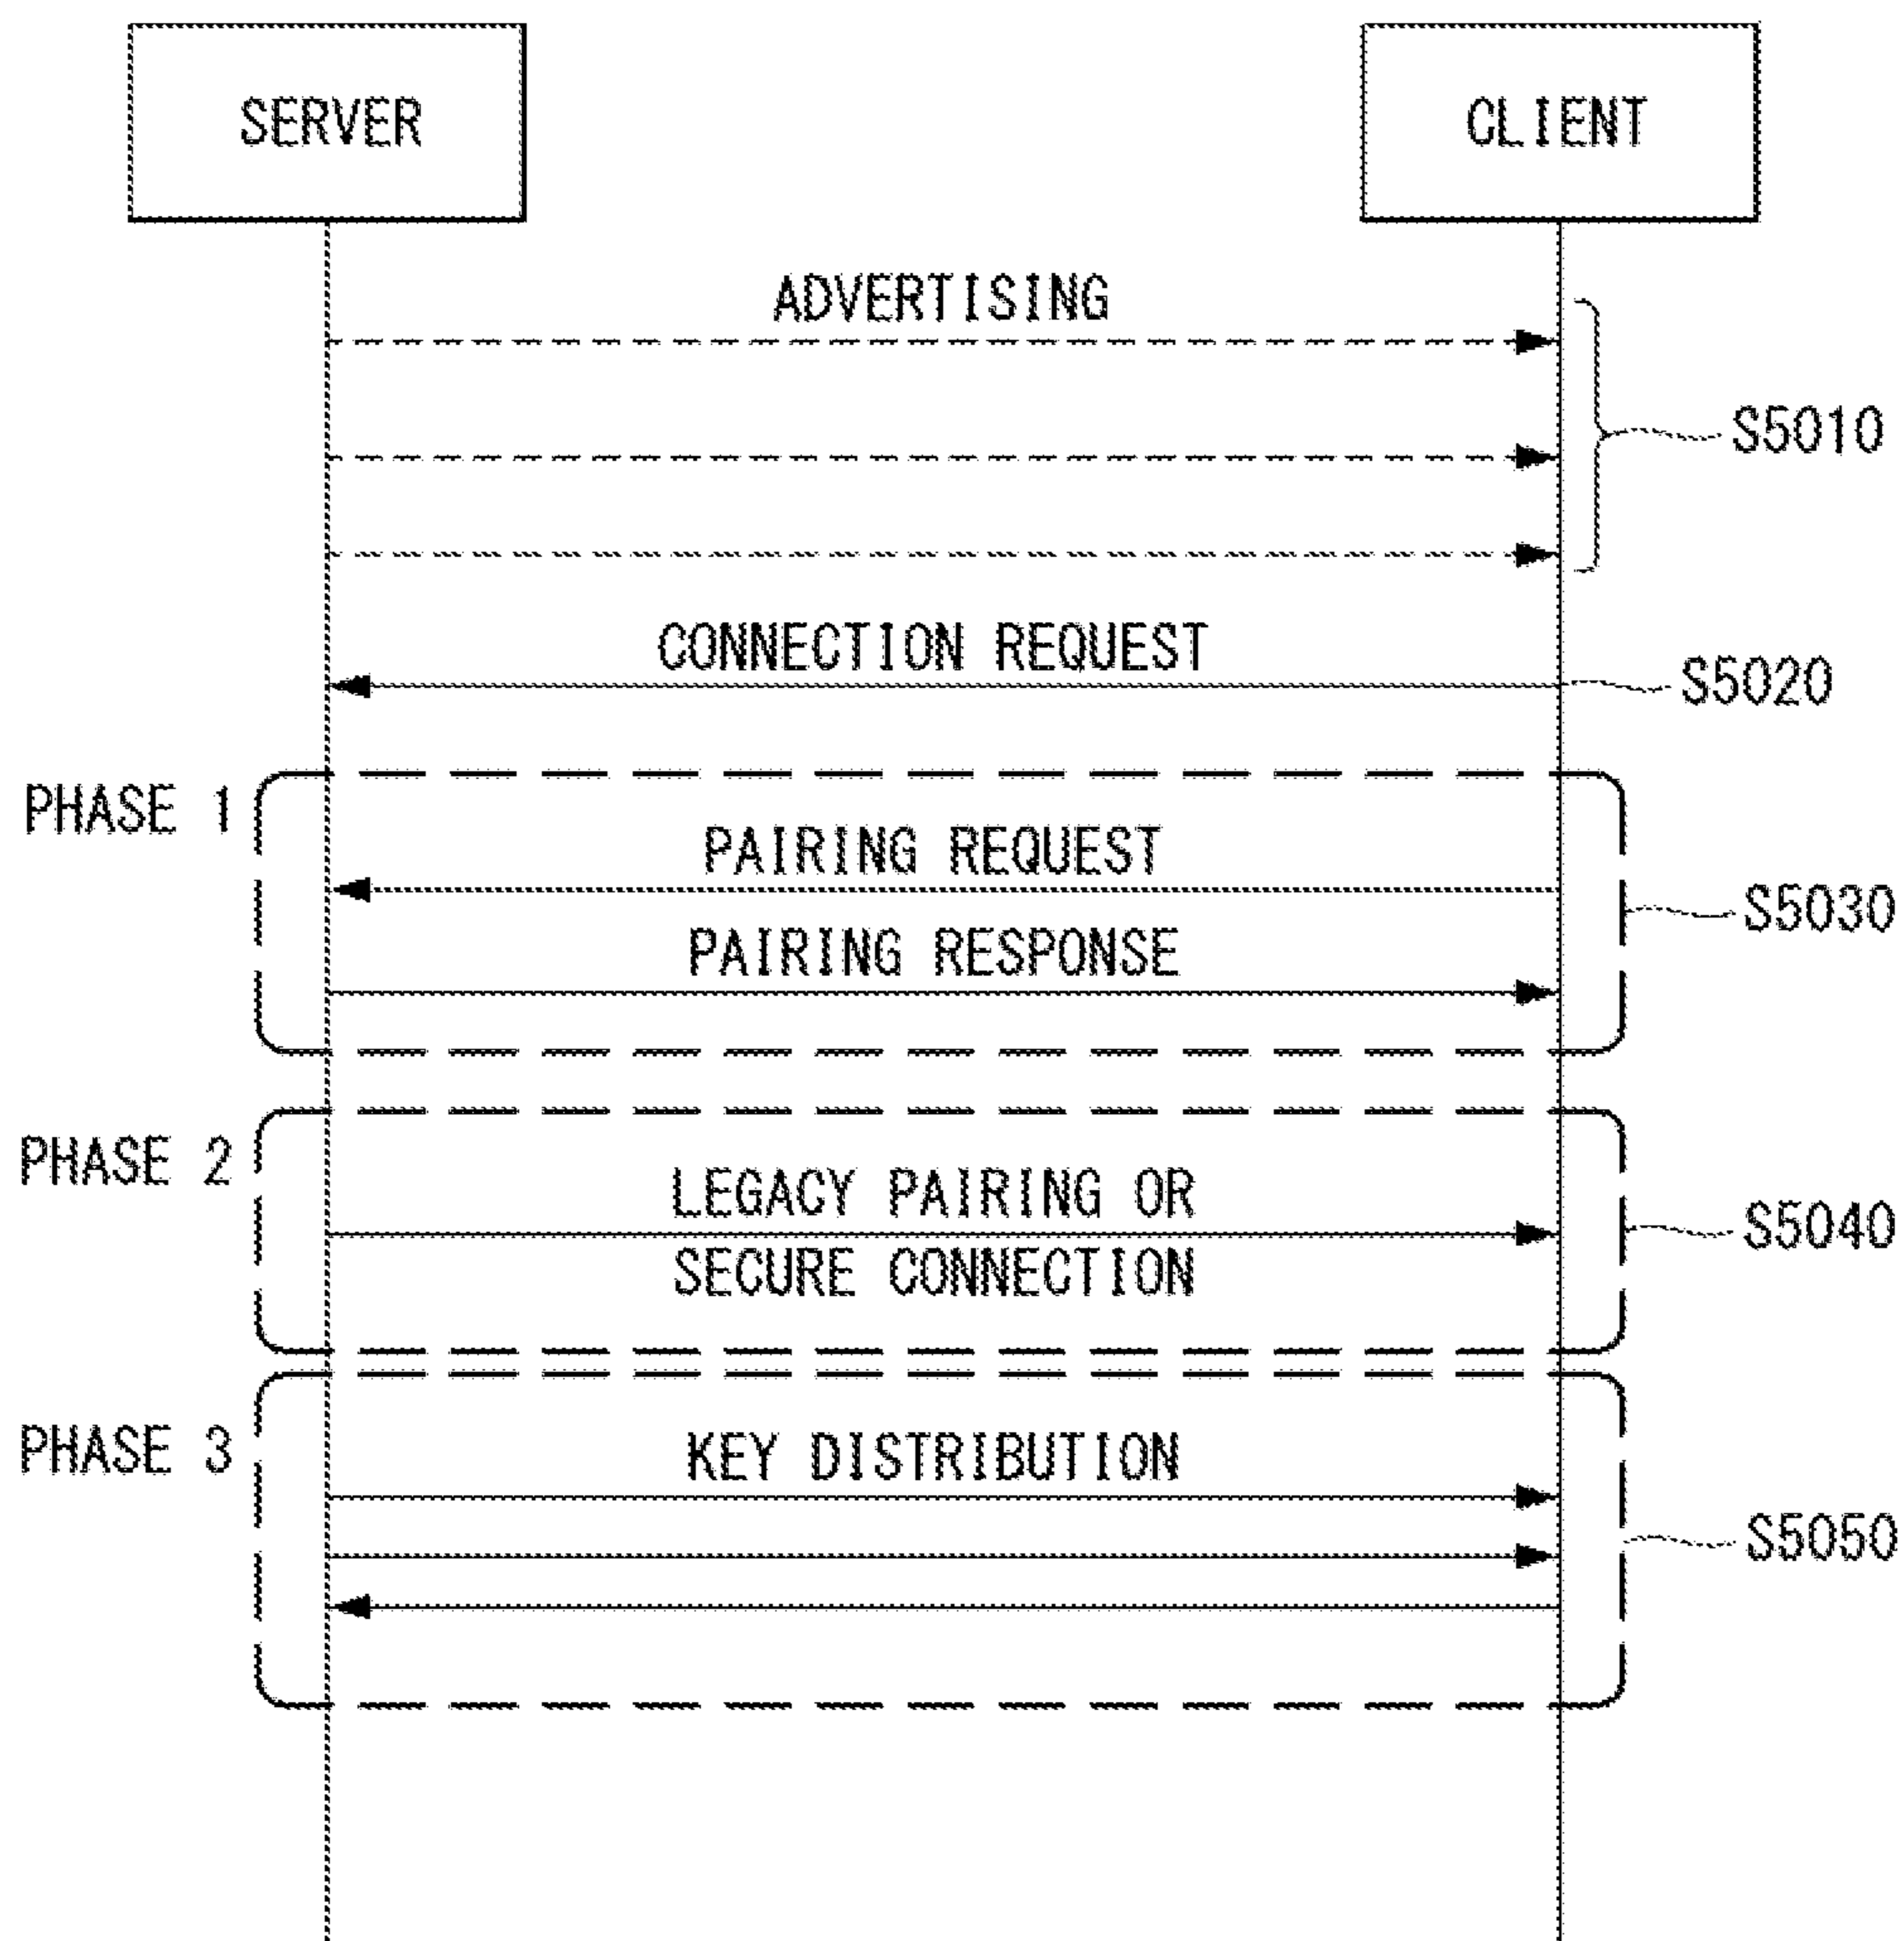 SERVER
CLIENT
ADVERTISING
S5010
CONNECTION REQUEST
S5020
PHASE 1
PAIRING REQUEST
S5030
PAIRING RESPONSE
PHASE 2
LEGACY PAIRING OR
SECURE CONNECTION
S5040
PHASE 3
KEY DISTRIBUTION
S5050